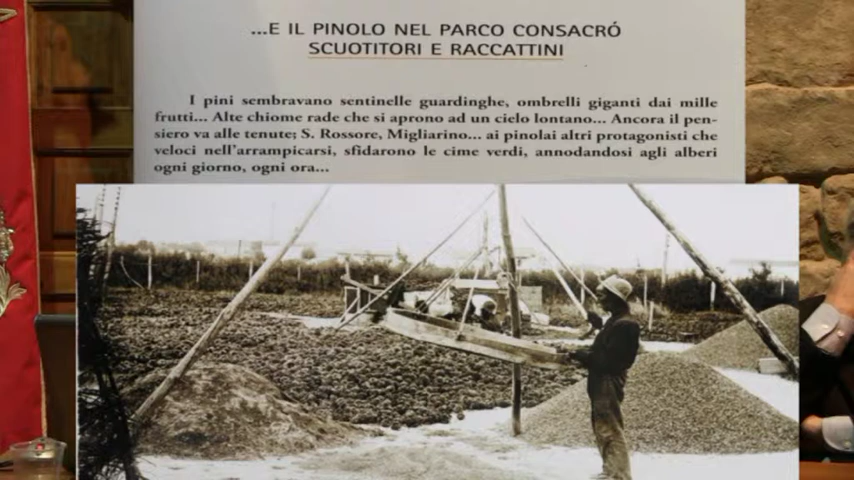 ...E IL PINOLO NEL PARCO CONSACRÓ
SCUOTITORI E RACCATTINI
I pini sembravano sentinelle guardinghe, ombrelli giganti dai mille
frutti... Alte chiome rade che si aprono ad un cielo lontano... Ancora il pen-
siero va alle tenute; S. Rossore, Migliarino... ai pinolai altri protagonisti che
veloci nell'arrampicarsi, sfidarono le cime verdi, annodandosi agli alberi
ogni giorno, ogni ora...